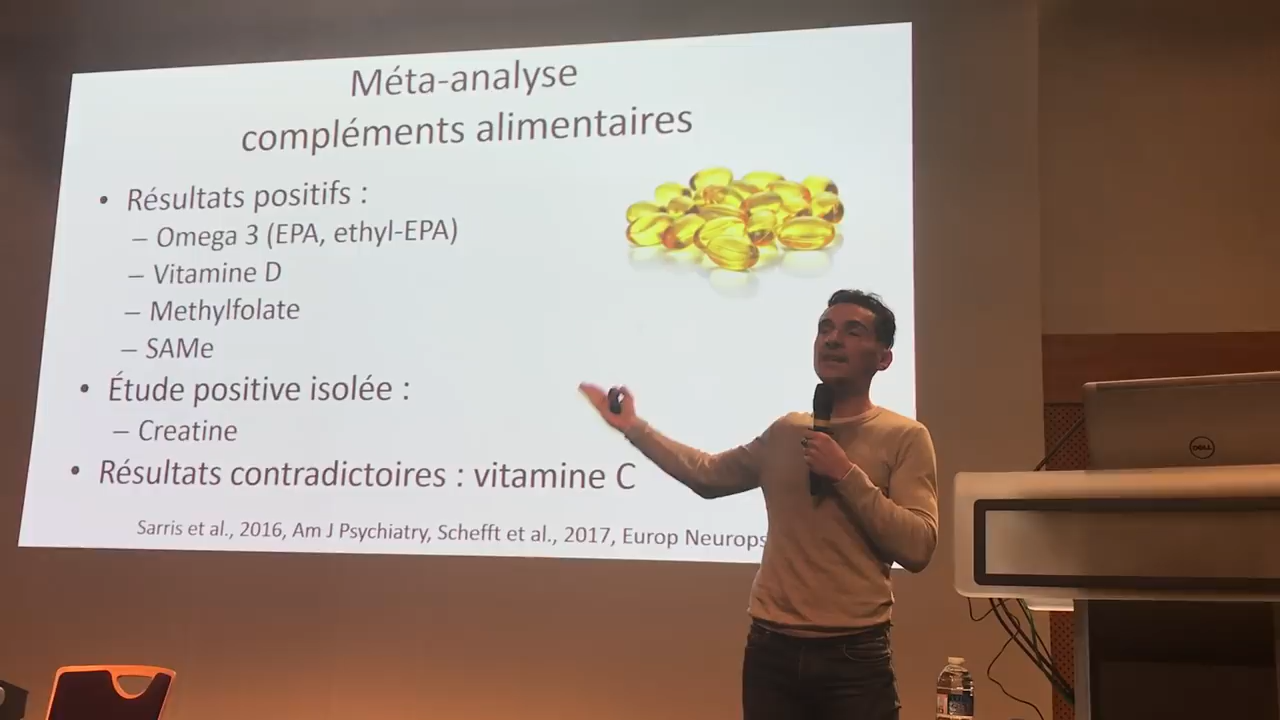 Méta-analyse
compléments alimentaires
• Résultats positifs :
– Omega 3 (EPA, ethyl-EPA)
– Vitamine D
– Methylfolate
– SAMe
• Étude positive isolée :
– Creatine
• Résultats contradictoires : vitamine C
Sarris et al., 2016, Am J Psychiatry, Schefft et al., 2017, Europ Neurops
DELL